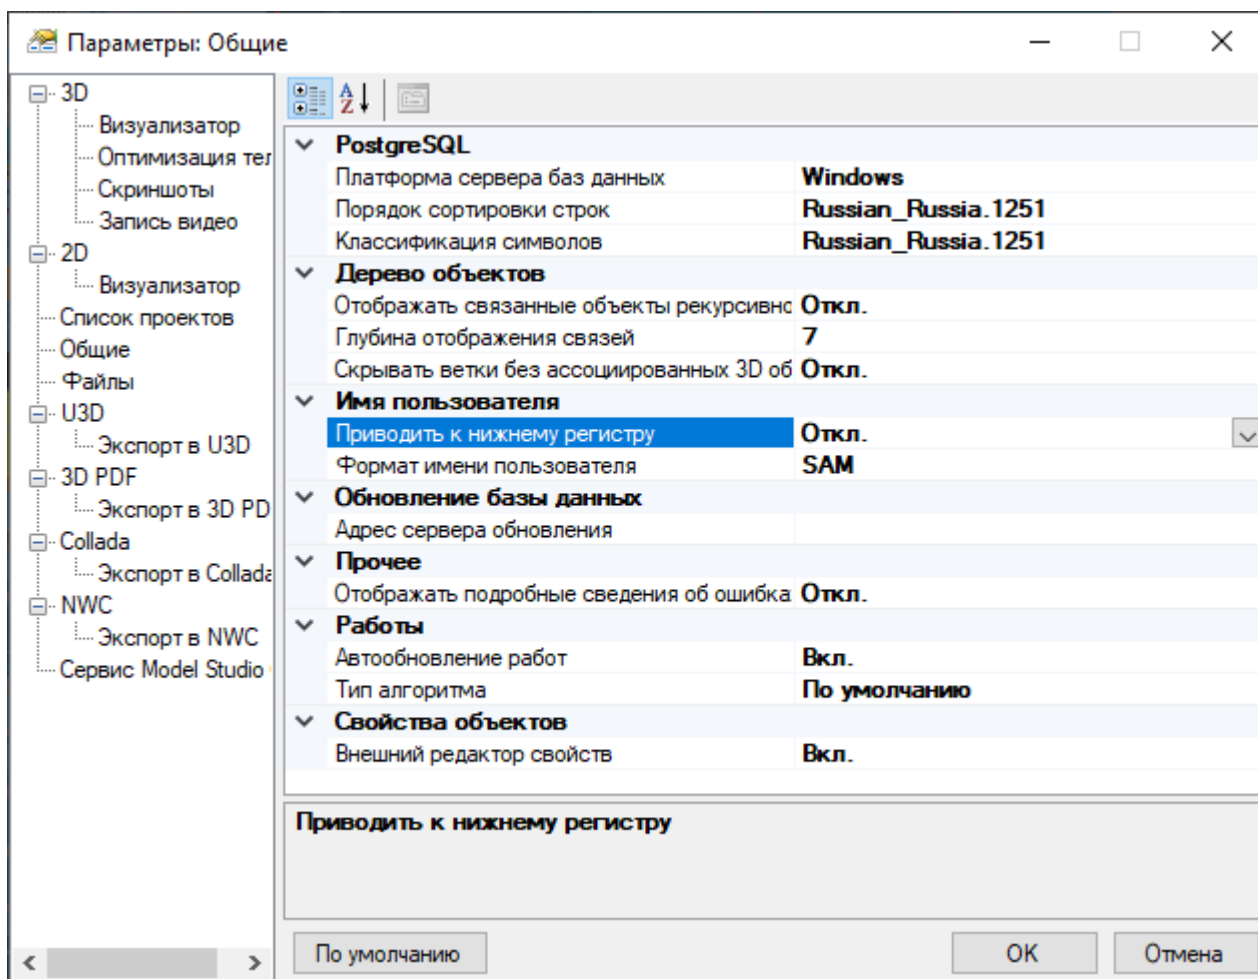 Параметры: Общие
3D
Визуализатор
Оптимизация тел
Скриншоты
Запись видео
2D
Визуализатор
Список проектов
Общие
Файлы
U3D
Экспорт в U3D
3D PDF
Экспорт в 3D PD
Collada
Экспорт в Collada
NWC
Экспорт в NWC
Сервис Model Studio
PostgreSQL
Платформа сервера баз данных Windows
Порядок сортировки строк Russian_Russia.1251
Классификация символов Russian_Russia.1251
Дерево объектов
Отображать связанные объекты рекурсивно Откл.
Глубина отображения связей 7
Скрывать ветки без ассоциированных 3D об Откл.
Имя пользователя
Приводить к нижнему регистру Откл.
Формат имени пользователя SAM
Обновление базы данных
Адрес сервера обновления
Прочее
Отображать подробные сведения об ошибка Откл.
Работы
Автообновление работ Вкл.
Тип алгоритма По умолчанию
Свойства объектов
Внешний редактор свойств Вкл.
Приводить к нижнему регистру
По умолчанию OK Отмена